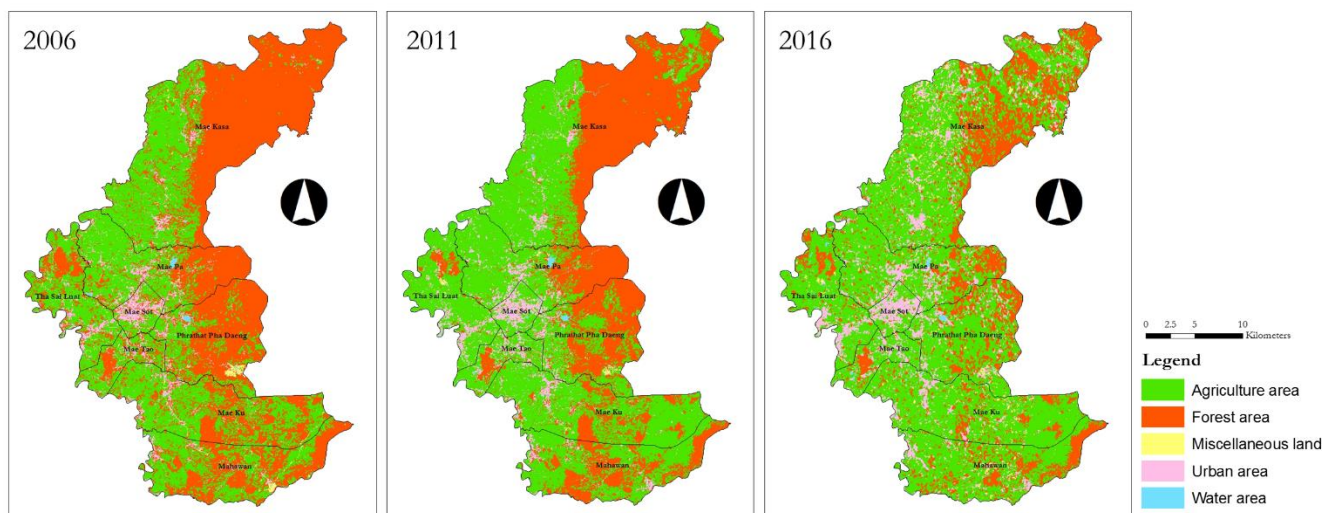 2006
Mae Kasa
Mae Pa
Tha Sai Luat
Mae Sot
Phrathat Pha Daeng
Mae Tao
Mae Ku
Mahawan
2011
Mae Kasa
Mae Pa
Tha Sai Luat
Mae Sot
Phrathat Pha Daeng
Mae Tao
Mae Ku
Mahawan
2016
Mae Kasa
Mae Pa
Tha Sai Luat
Mae Sot
Phrathat Pha Daeng
Mae Tao
Mae Ku
Mahawan
0 2.5 5 10
Kilometers
Legend
Agriculture area
Forest area
Miscellaneous land
Urban area
Water area